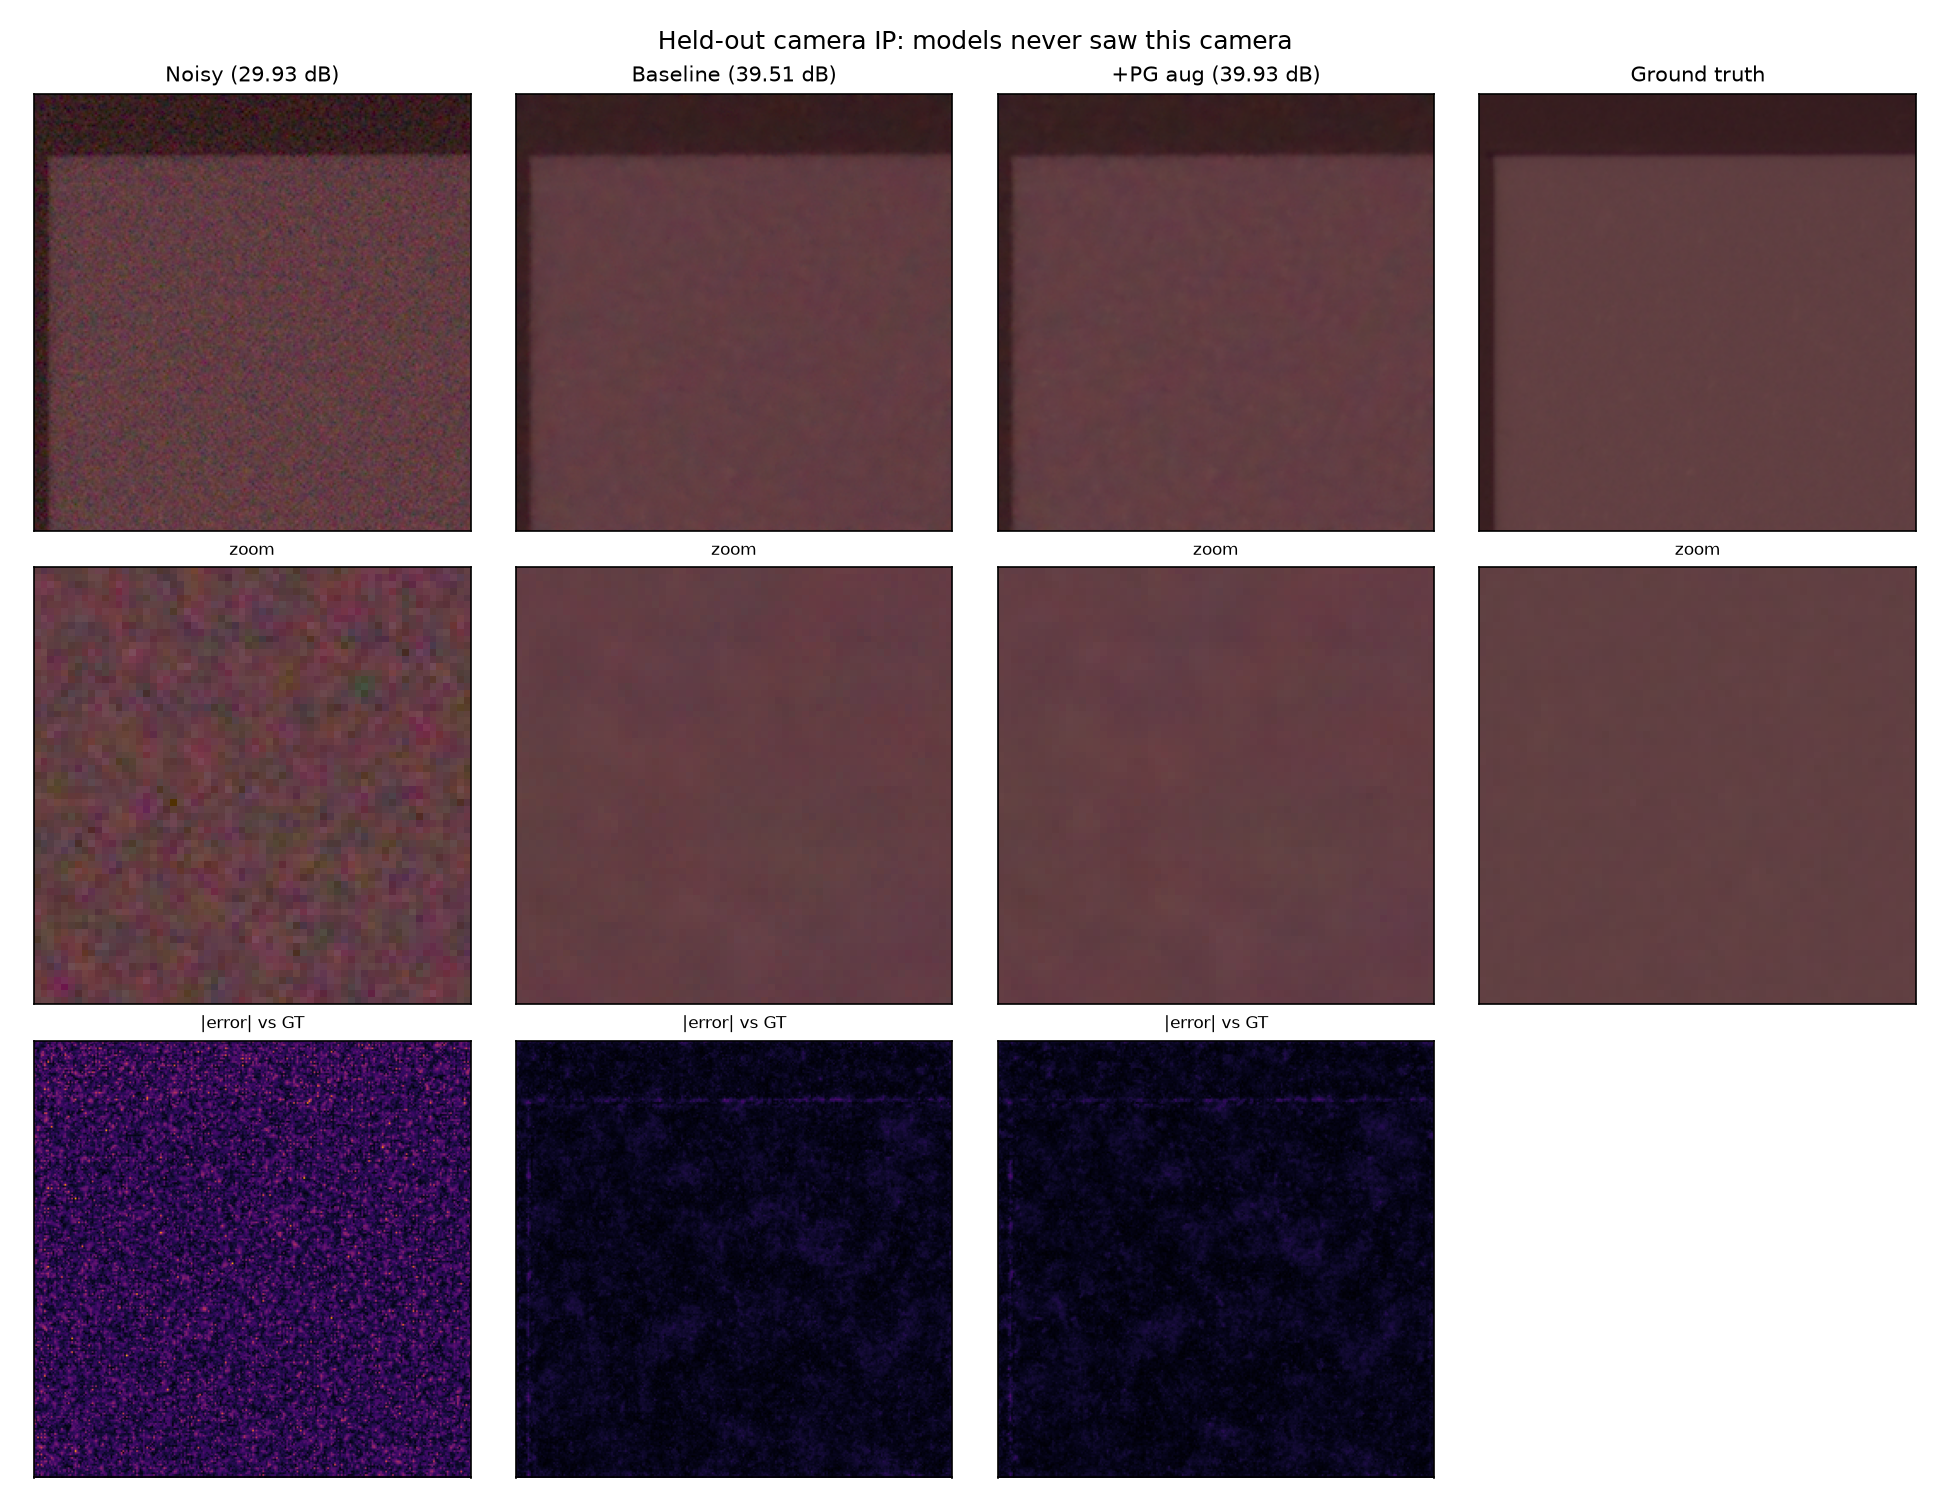 Held-out camera IP: models never saw this camera
Noisy (29.93 dB)
Baseline (39.51 dB)
+PG aug (39.93 dB)
Ground truth
zoom
zoom
zoom
zoom
|error| vs GT
|error| vs GT
|error| vs GT